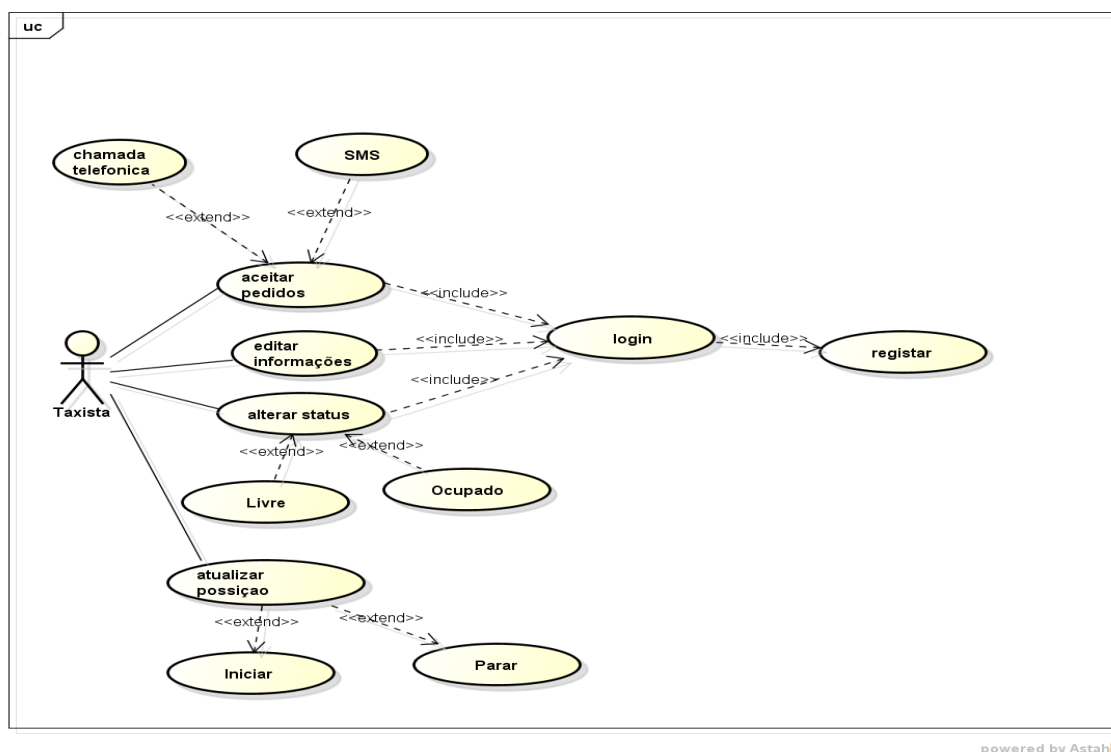 uc
chamada
telefonica
SMS
<<extend>>
<<extend>>
aceitar
pedidos
<<include>>
editar
informações
<<include>>
login
<<include>>
registar
Taxista
<<include>>
alterar status
<<extend>>
<<extend>>
Livre
Ocupado
atualizar
possiçao
<<extend>>
<<extend>>
Iniciar
Parar
powered by Astah